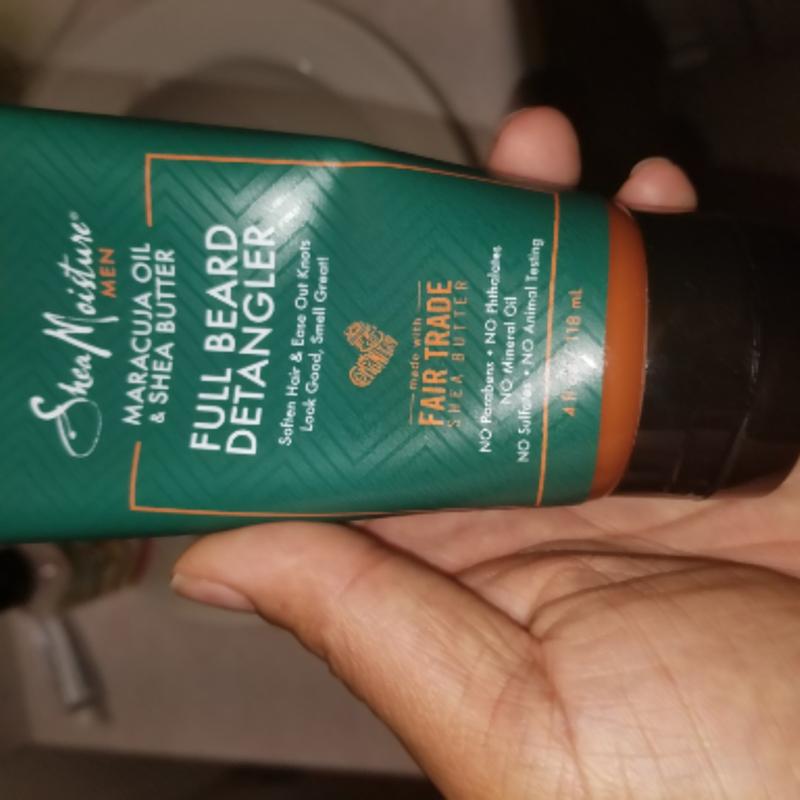 SheaMoisture®
MEN
MARACUJA OIL
& SHEA BUTTER
FULL BEARD
DETANGLER
Soften Hair & Ease Out Knots
Look Good, Smell Great!
made with
FAIR TRADE
SHEA BUTTER
NO Parabens • NO Phthalates
NO Mineral Oil
NO Sulfates • NO Animal Testing
4 118 mL